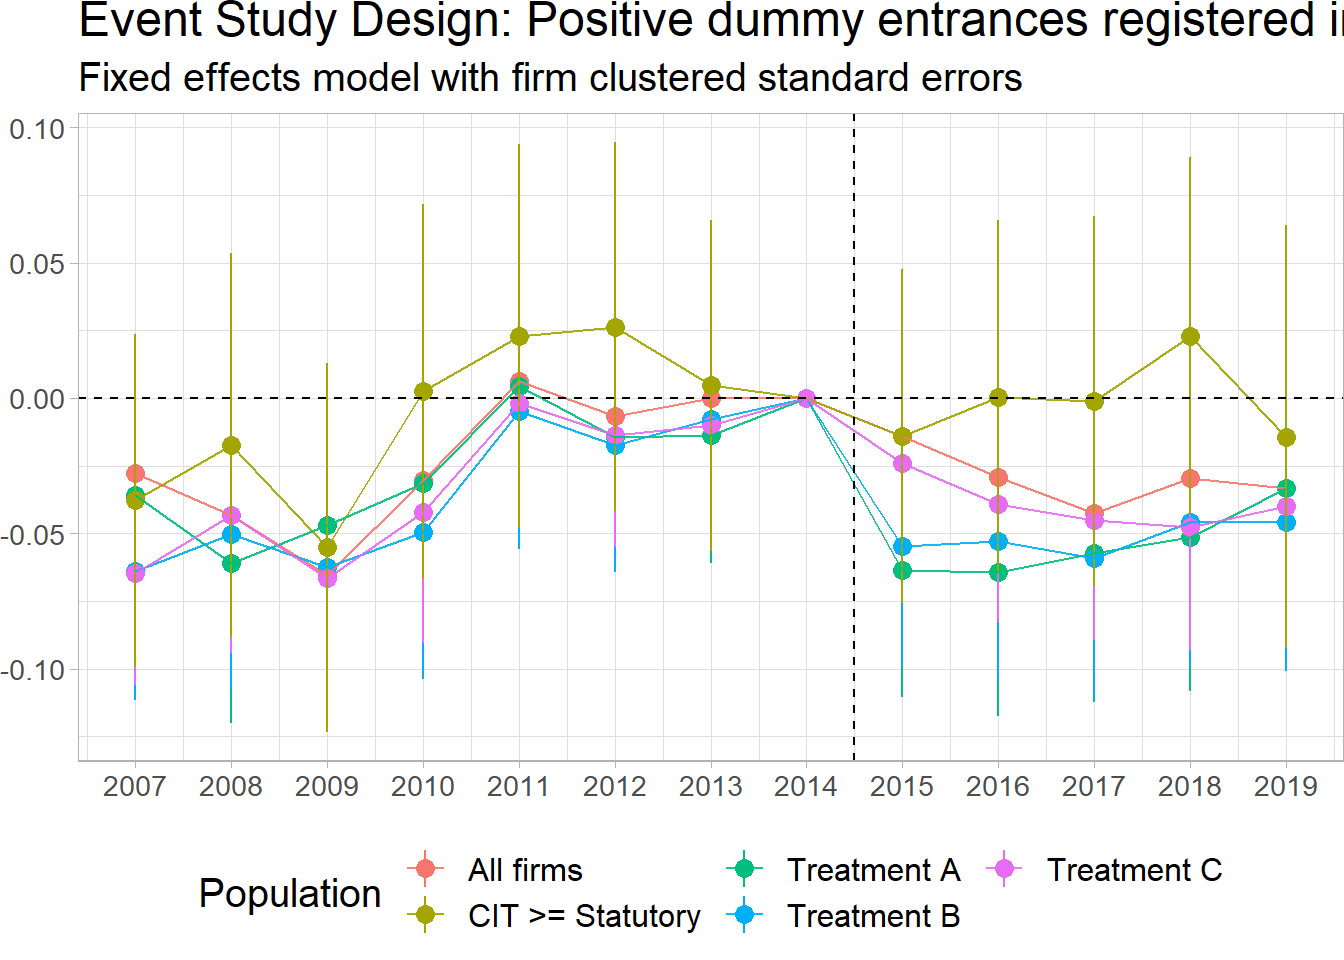 Event Study Design: Positive dummy entrances registered i
Fixed effects model with firm clustered standard errors
0.10
0.05
0.00
-0.05
-0.10
2007 2008 2009 2010 2011 2012 2013 2014 2015 2016 2017 2018 2019
Population
All firms Treatment A Treatment C
CIT >= Statutory Treatment B